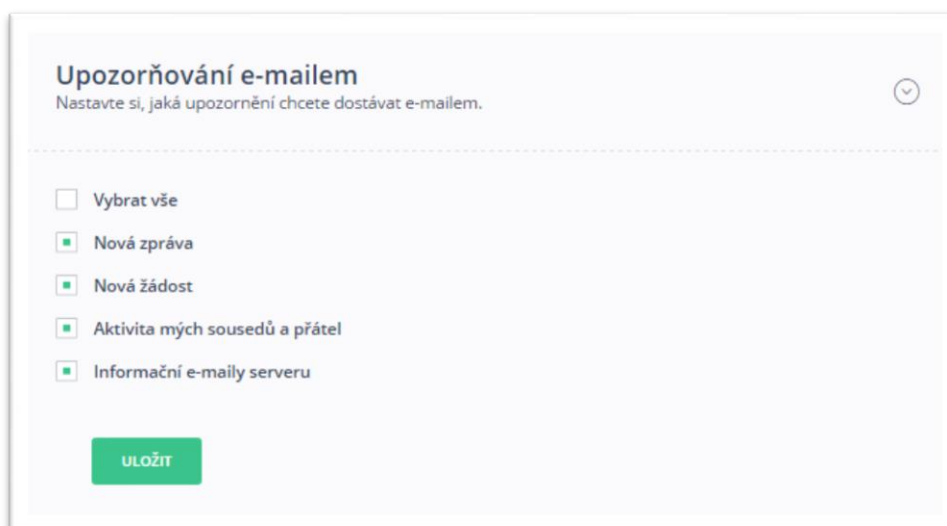 Upozorňování e-mailem
Nastavte si, jaká upozornění chcete dostávat e-mailem.
Vybrat vše
Nová zpráva
Nová žádost
Aktivita mých sousedů a přátel
Informační e-maily serveru
ULOŽIT